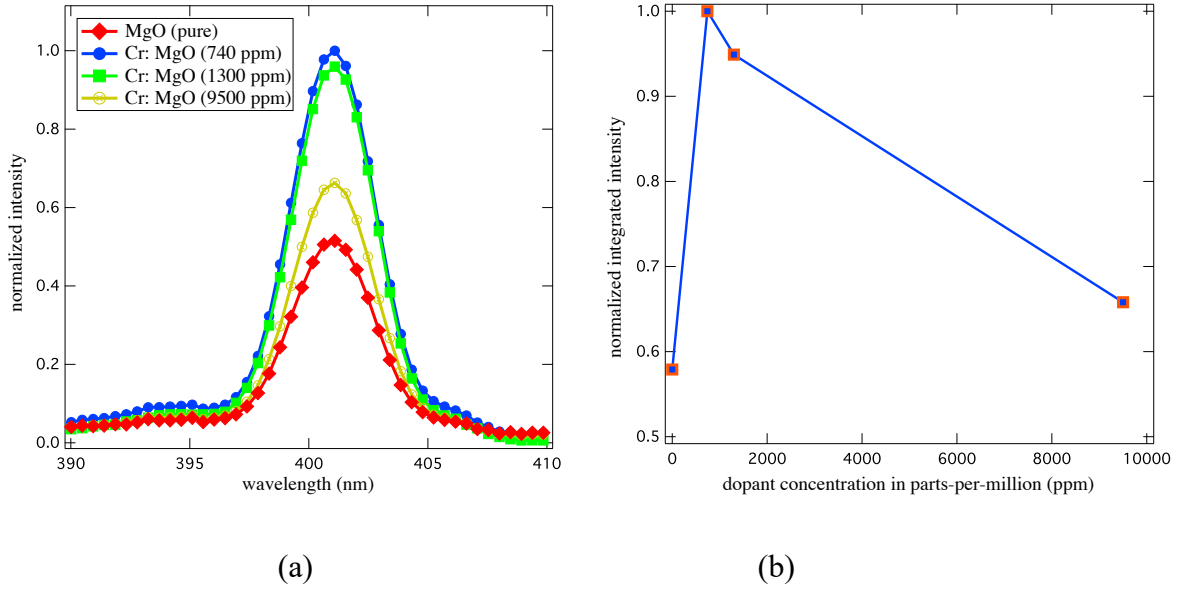 MgO (pure)
Cr: MgO (740 ppm)
Cr: MgO (1300 ppm)
Cr: MgO (9500 ppm)
1.0
0.8
0.6
0.4
0.2
0.0
normalized intensity
390
395
400
405
410
wavelength (nm)
(a)
1.0
0.9
0.8
0.7
0.6
0.5
normalized integrated intensity
0
2000
4000
6000
8000
10000
dopant concentration in parts-per-million (ppm)
(b)